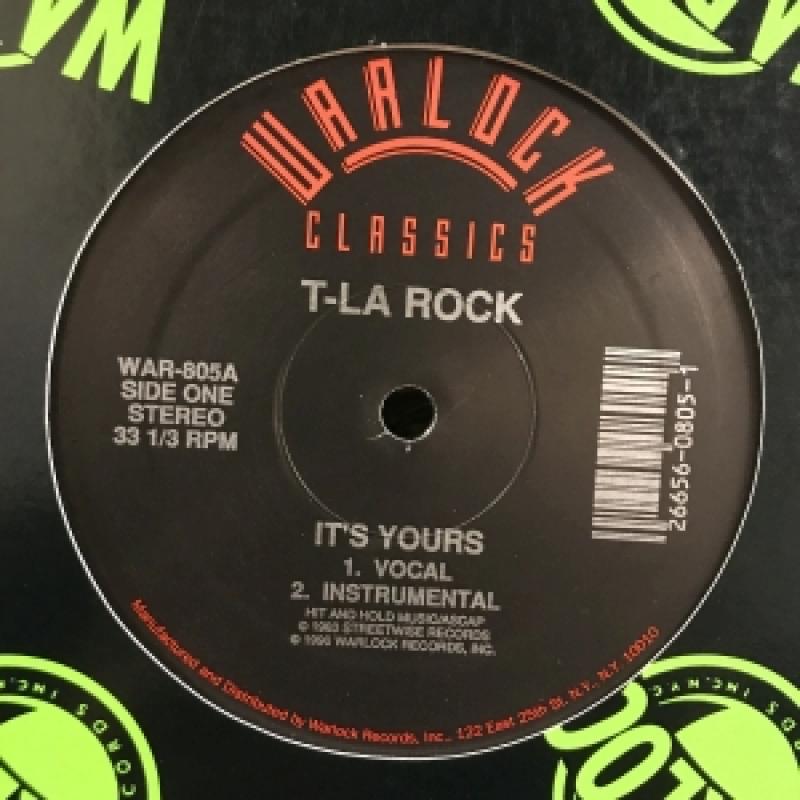 WARLOCK
CLASSICS
T-LA ROCK
WAR-805A
SIDE ONE
STEREO
33 1/3 RPM
26656-0805-1
IT'S YOURS
1. VOCAL
2. INSTRUMENTAL
HIT AND HOLD MUSIC/ASCAP
© 1983 STREETWISE RECORDS
© 1996 WARLOCK RECORDS, INC.
Manufactured and Distributed by Warlock Records, Inc., 122 East 25th St. N.Y., N.Y. 10010